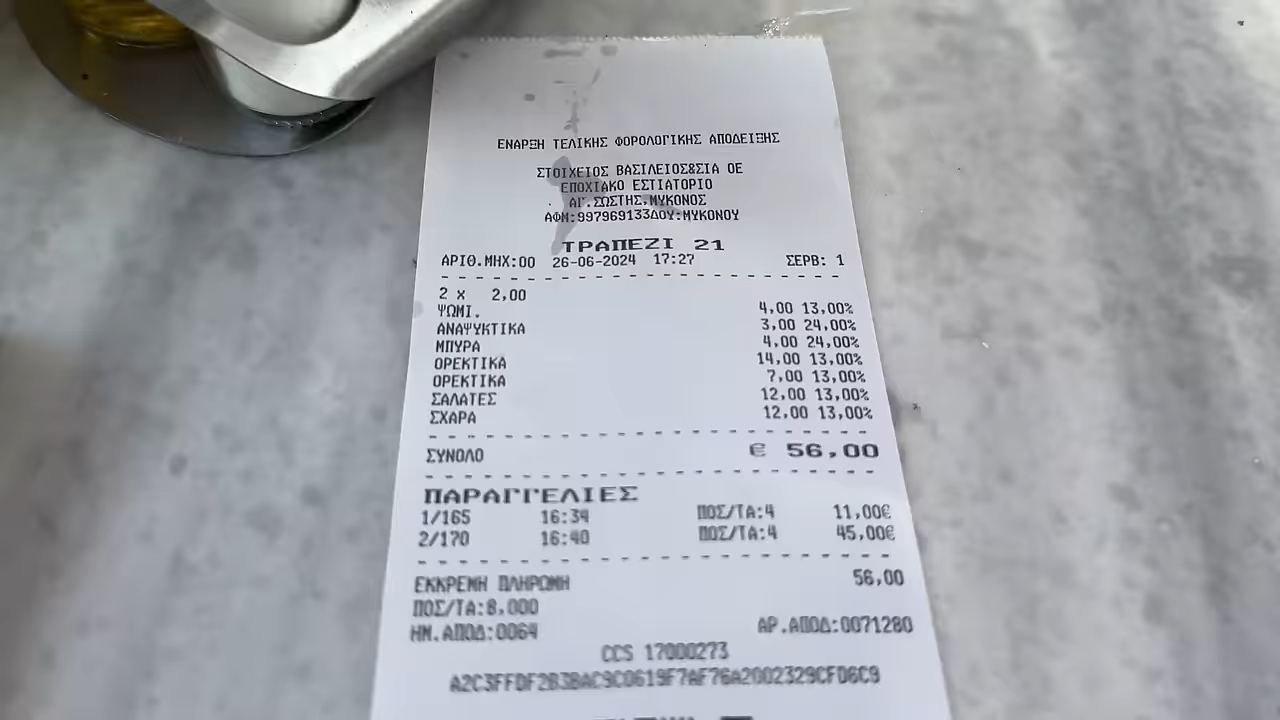 ΕΝΑΡΞΗ ΤΕΛΙΚΗΣ ΦΟΡΟΛΟΓΙΚΗΣ ΑΠΟΔΕΙΞΗΣ
ΣΤΟΙΧΕΙΟΣ ΒΑΣΙΛΕΙΟΣ&ΣΙΑ ΟΕ
ΕΠΟΧΙΑΚΟ ΕΣΤΙΑΤΟΡΙΟ
ΑΓ.ΣΩΣΤΗΣ,ΜΥΚΟΝΟΣ
ΑΦΜ:997969133ΔΟΥ:ΜΥΚΟΝΟΥ
ΤΡΑΠΕΖΙ 21
ΑΡΙΘ.ΜΗΧ:00 26-06-2024 17:27 ΣΕΡΒ: 1
2 x 2,00
ΨΩΜΙ. 4,00 13,00%
ΑΝΑΨΥΚΤΙΚΑ 3,00 24,00%
ΜΠΥΡΑ 4,00 24,00%
ΟΡΕΚΤΙΚΑ 14,00 13,00%
ΟΡΕΚΤΙΚΑ 7,00 13,00%
ΣΑΛΑΤΕΣ 12,00 13,00%
ΣΧΑΡΑ 12,00 13,00%
ΣΥΝΟΛΟ € 56,00
ΠΑΡΑΓΓΕΛΙΕΣ
1/165 16:34 ΠΟΣ/ΤΑ:4 11,00€
2/170 16:40 ΠΟΣ/ΤΑ:4 45,00€
ΕΚΚΡΕΜΗ ΠΛΗΡΩΜΗ 56,00
ΠΟΣ/ΤΑ:8,000
ΗΜ.ΑΠΟΔ:0064 ΑΡ.ΑΠΟΔ:0071280
CCS 17000273
A2C3FFDF2B3BAC9C0619F7AF76A2002329CFD6C9